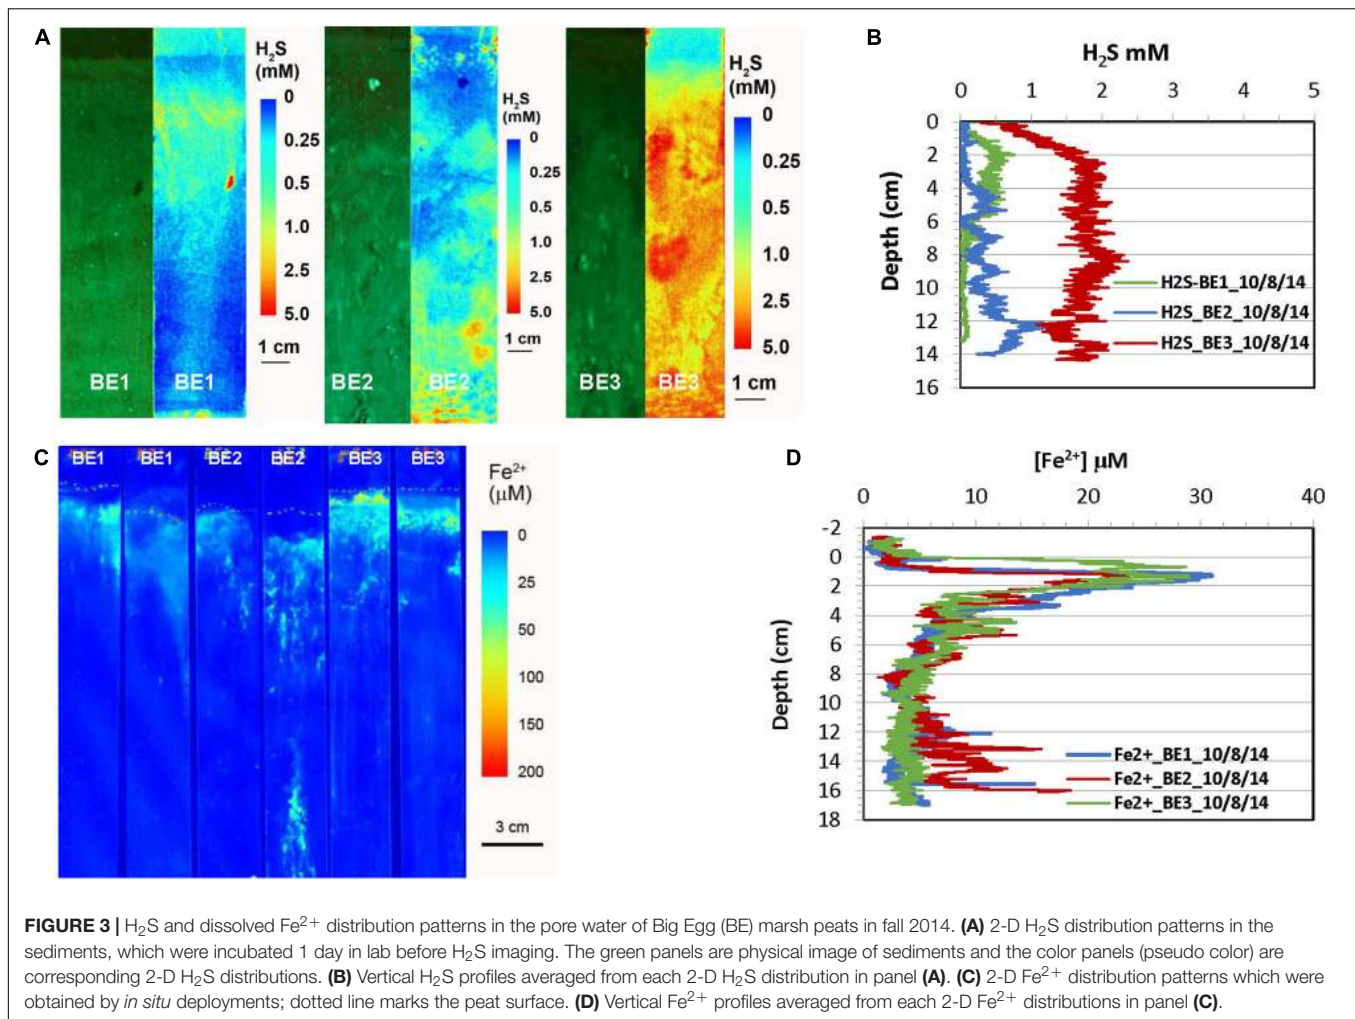 A
H₂S
(mM)
0
0.25
0.5
1.0
2.5
5.0
1 cm
BE1
BE1
H₂S
(mM)
0
0.25
0.5
1.0
2.5
5.0
1 cm
BE2
BE2
H₂S
(mM)
0
0.25
0.5
1.0
2.5
5.0
1 cm
BE3
BE3
B
H₂S mM
0 1 2 3 4 5
Depth (cm)
0
2
4
6
8
10
12
14
16
H2S-BE1_10/8/14
H2S_BE2_10/8/14
H2S_BE3_10/8/14
C
BE1 BE1 BE2 BE2 BE3 BE3
Fe²⁺
(µM)
0
25
50
100
150
200
3 cm
D
[Fe²⁺] µM
0 10 20 30 40
Depth (cm)
-2
0
2
4
6
8
10
12
14
16
18
Fe2+_BE1_10/8/14
Fe2+_BE2_10/8/14
Fe2+_BE3_10/8/14
FIGURE 3 | H₂S and dissolved Fe²⁺ distribution patterns in the pore water of Big Egg (BE) marsh peats in fall 2014. (A) 2-D H₂S distribution patterns in the
sediments, which were incubated 1 day in lab before H₂S imaging. The green panels are physical image of sediments and the color panels (pseudo color) are
corresponding 2-D H₂S distributions. (B) Vertical H₂S profiles averaged from each 2-D H₂S distribution in panel (A). (C) 2-D Fe²⁺ distribution patterns which were
obtained by in situ deployments; dotted line marks the peat surface. (D) Vertical Fe²⁺ profiles averaged from each 2-D Fe²⁺ distributions in panel (C).